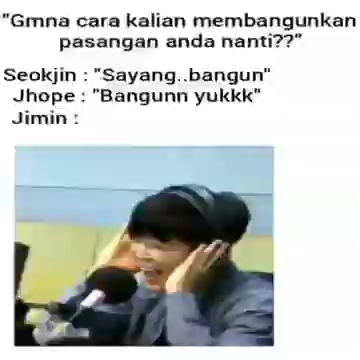 "Gmna cara kalian membangunkan
pasangan anda nanti??"
Seokjin : "Sayang..bangun"
Jhope : "Bangunn yukkk"
Jimin :